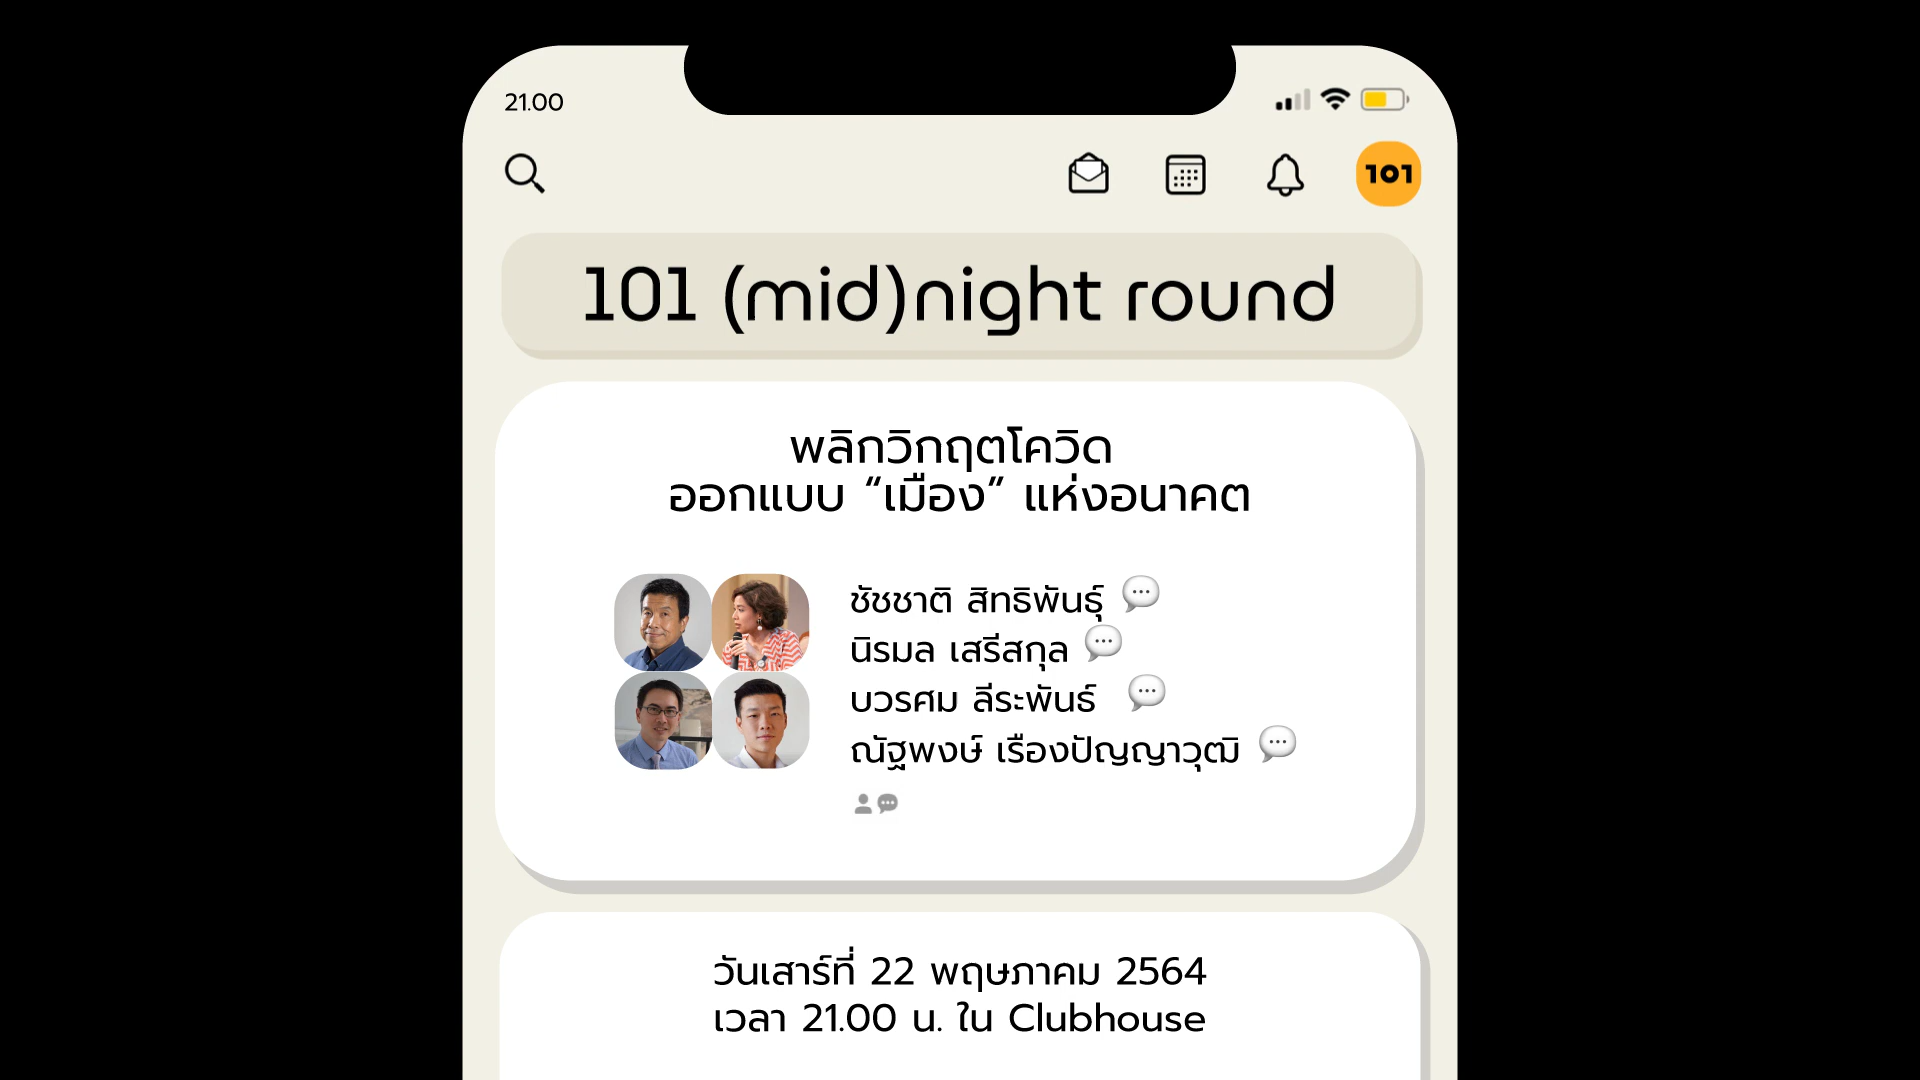 21.00
101
101 (mid)night round
พลิกวิกฤตโควิด
ออกแบบ “เมือง” แห่งอนาคต
ชัชชาติ สิทธิพันธุ์
นิรมล เสรีสกุล
บวรศม ลีระพันธ์
ณัฐพงษ์ เรืองปัญญาวุฒิ
วันเสาร์ที่ 22 พฤษภาคม 2564
เวลา 21.00 น. ใน Clubhouse